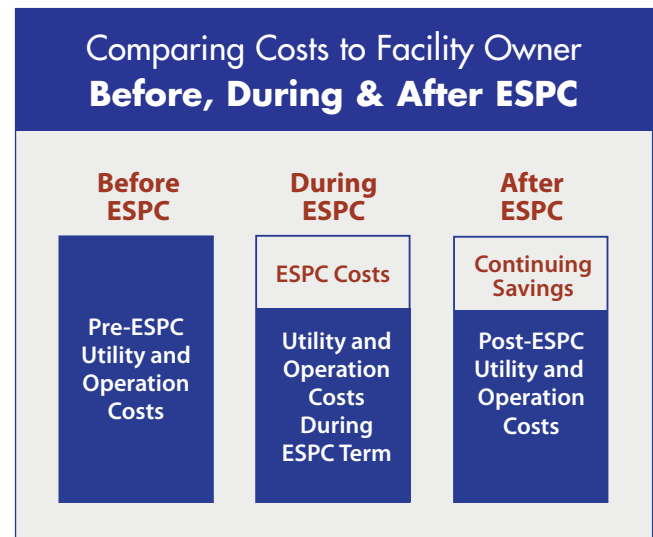 Comparing Costs to Facility Owner
Before, During & After ESPC
Before
ESPC
Pre-ESPC
Utility and
Operation
Costs
During
ESPC
ESPC Costs
Utility and
Operation
Costs
During
ESPC Term
After
ESPC
Continuing
Savings
Post-ESPC
Utility and
Operation
Costs